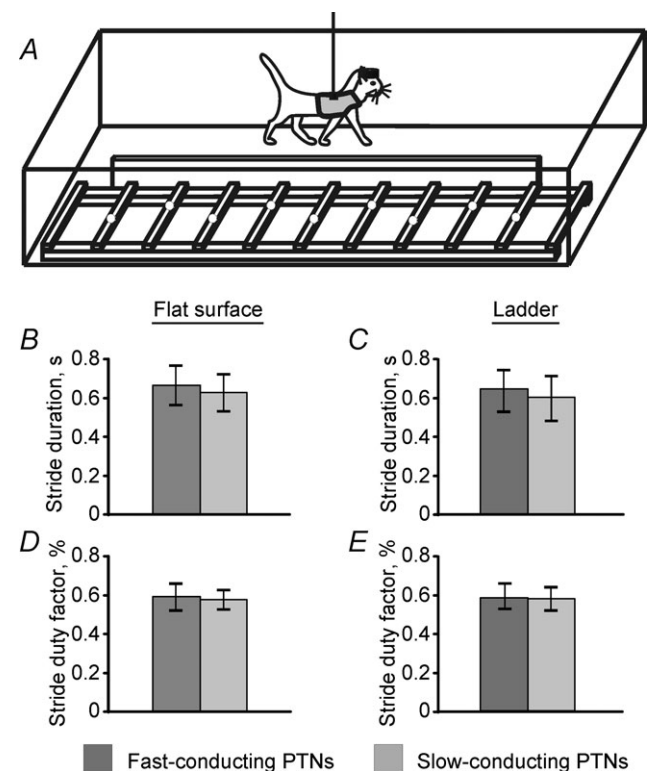 A
Flat surface
Ladder
B
Stride duration, s
0.8
0.6
0.4
0.2
0
C
Stride duration, s
0.8
0.6
0.4
0.2
0
D
Stride duty factor, %
0.8
0.6
0.4
0.2
0
E
Stride duty factor, %
0.8
0.6
0.4
0.2
0
Fast-conducting PTNs
Slow-conducting PTNs